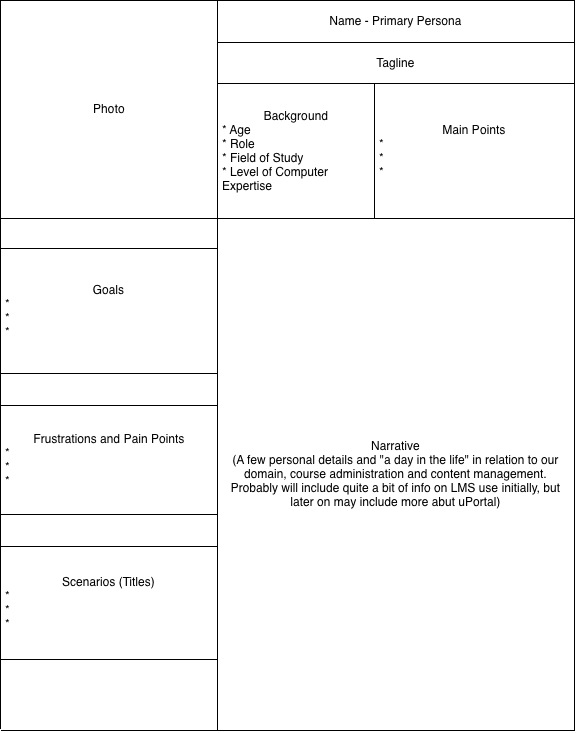 Name - Primary Persona
Tagline
Photo
Background
* Age
* Role
* Field of Study
* Level of Computer
Expertise
Main Points
*
*
*
Goals
*
*
*
Frustrations and Pain Points
*
*
*
Scenarios (Titles)
*
*
*
Narrative
(A few personal details and "a day in the life" in relation to our
domain, course administration and content management.
Probably will include quite a bit of info on LMS use initially, but
later on may include more abut uPortal)